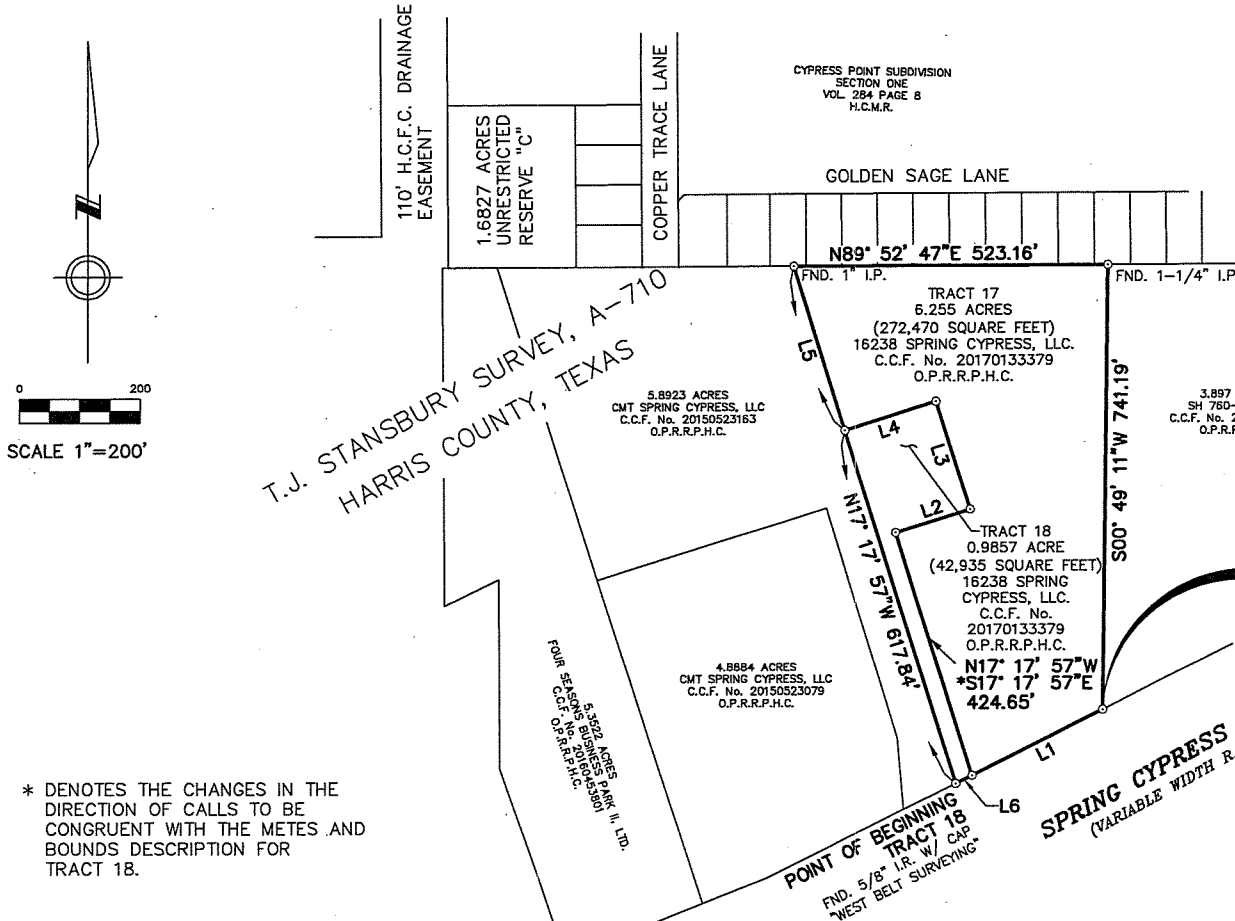 110' H.C.F.C. DRAINAGE
EASEMENT
1.6827 ACRES
UNRESTRICTED
RESERVE "C"
COPPER TRACE LANE
CYPRESS POINT SUBDIVISION
SECTION ONE
VOL. 284 PAGE 8
H.C.M.R.
GOLDEN SAGE LANE
N89° 52' 47"E 523.16'
FND. 1" I.P.
FND. 1-1/4" I.P
TRACT 17
6.255 ACRES
(272,470 SQUARE FEET)
16238 SPRING CYPRESS, LLC.
C.C.F. No. 20170133379
O.P.R.R.P.H.C.
L5
S00° 49' 11"W 741.19'
3.897
SH 760-
C.C.F. No. 2
O.P.R.R
0 200
SCALE 1"=200'
T.J. STANSBURY SURVEY, A-710
HARRIS COUNTY, TEXAS
5.8923 ACRES
CMT SPRING CYPRESS, LLC
C.C.F. No. 20150523163
O.P.R.R.P.H.C.
L4
L3
L2
N17° 17' 57"W 617.84'
TRACT 18
0.9857 ACRE
(42,935 SQUARE FEET)
16238 SPRING
CYPRESS, LLC.
C.C.F. No.
20170133379
O.P.R.R.P.H.C.
N17° 17' 57"W
*S17° 17' 57"E
424.65'
4.8884 ACRES
CMT SPRING CYPRESS, LLC
C.C.F. No. 20150523079
O.P.R.R.P.H.C.
5.3522 ACRES
FOUR SEASONS BUSINESS PARK II, LTD.
C.C.F. No. 20160453801
O.P.R.R.P.H.C.
L1
L6
SPRING CYPRESS
(VARIABLE WIDTH R.
POINT OF BEGINNING
TRACT 18
FND. 5/8" I.R. W/ CAP
"WEST BELT SURVEYING"
* DENOTES THE CHANGES IN THE
DIRECTION OF CALLS TO BE
CONGRUENT WITH THE METES AND
BOUNDS DESCRIPTION FOR
TRACT 18.